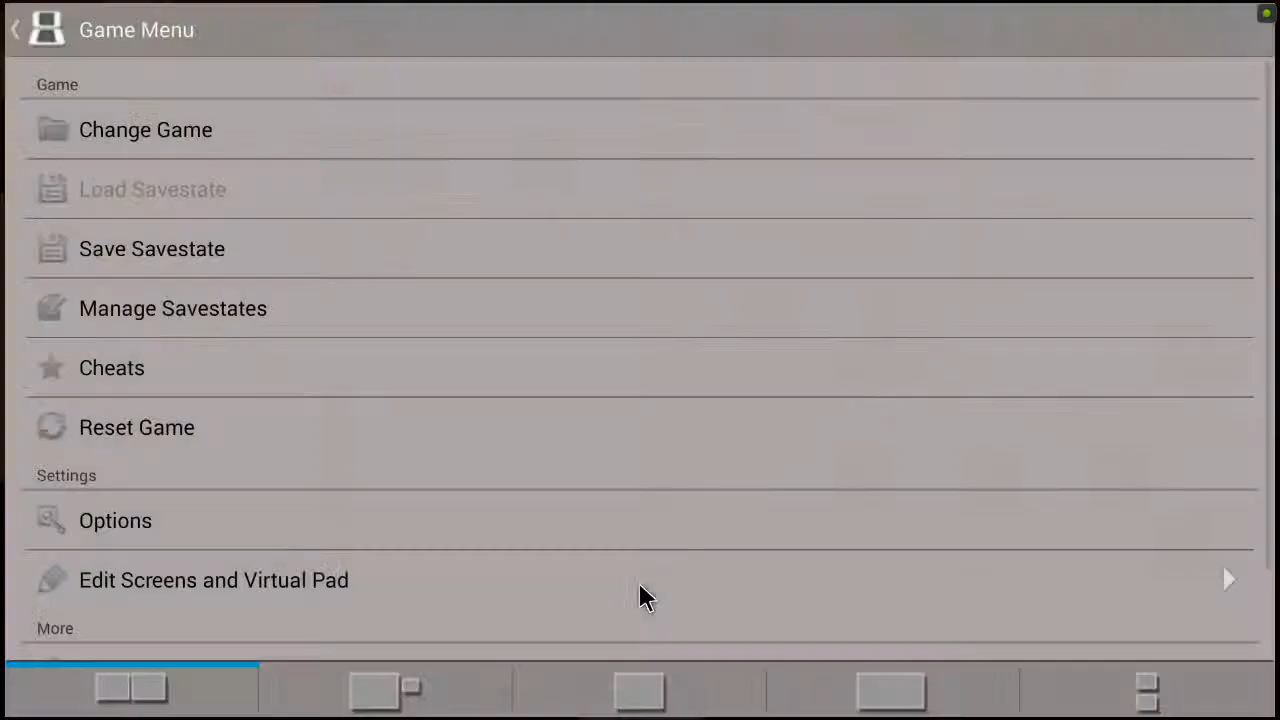 Game Menu
Game
Change Game
Load Savestate
Save Savestate
Manage Savestates
Cheats
Reset Game
Settings
Options
Edit Screens and Virtual Pad
More